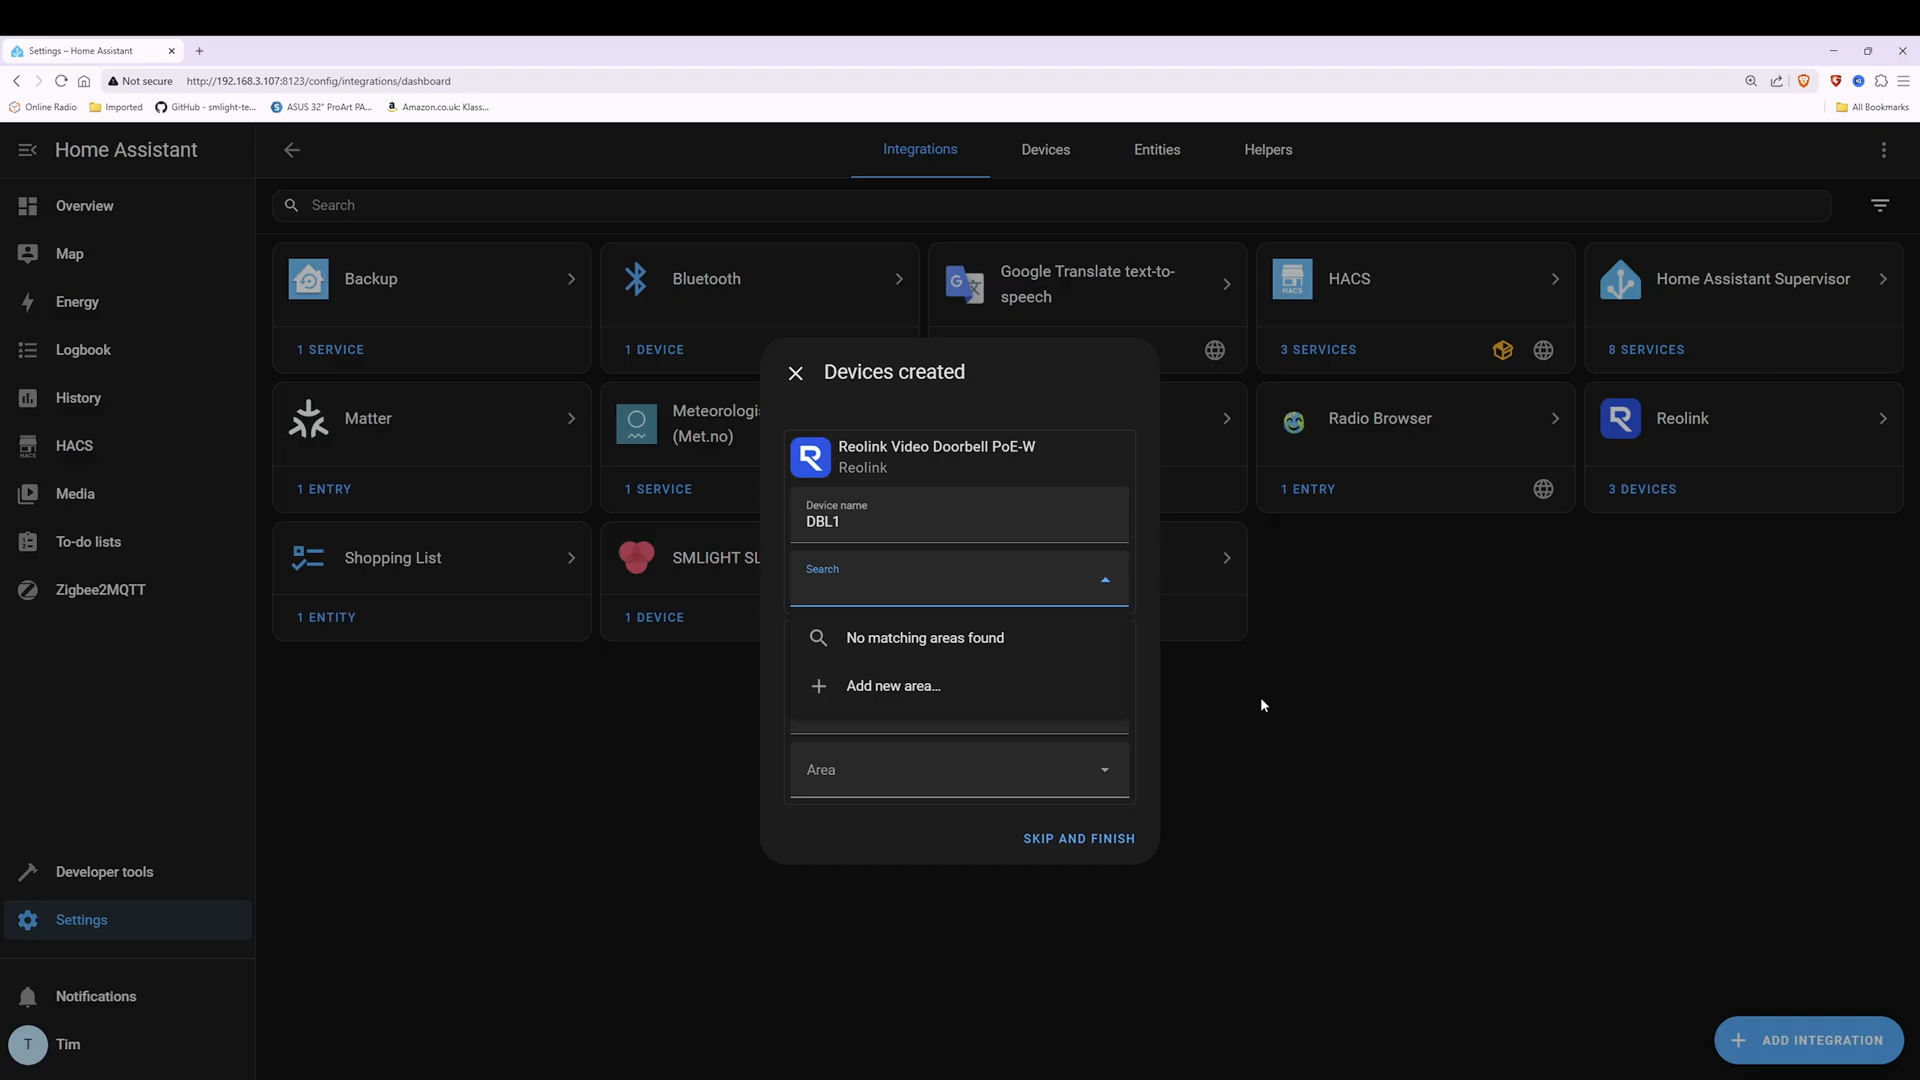 Settings – Home Assistant
Not secure
http://192.168.3.107:8123/config/integrations/dashboard
Online Radio
Imported
GitHub - smlight-te...
ASUS 32" ProArt PA...
Amazon.co.uk: Klass...
All Bookmarks
Home Assistant
Integrations
Devices
Entities
Helpers
Overview
Map
Energy
Logbook
History
HACS
Media
To-do lists
Zigbee2MQTT
Developer tools
Settings
Notifications
T
Tim
Search
Backup
1 SERVICE
Bluetooth
1 DEVICE
Google Translate text-to-
speech
HACS
HACS
3 SERVICES
Home Assistant Supervisor
8 SERVICES
Matter
1 ENTRY
Meteorologis
(Met.no)
1 SERVICE
Radio Browser
1 ENTRY
Reolink
3 DEVICES
Shopping List
1 ENTITY
SMLIGHT SL
1 DEVICE
Devices created
Reolink Video Doorbell PoE-W
Reolink
Device name
DBL1
Search
No matching areas found
Add new area...
Area
SKIP AND FINISH
ADD INTEGRATION